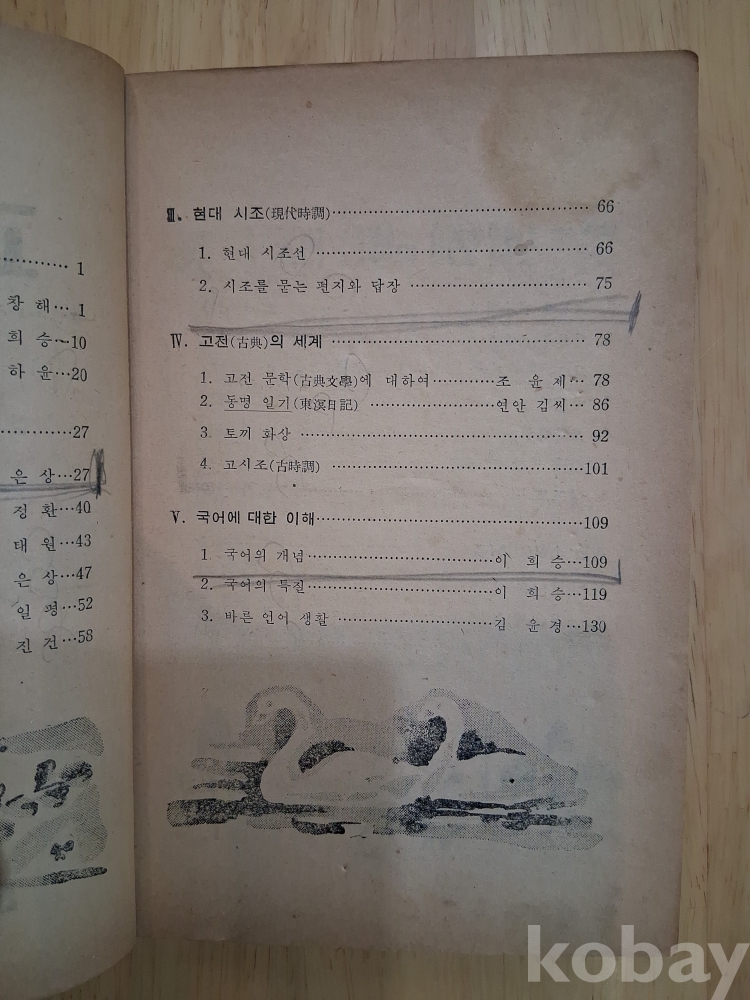 1
창 해…1
희 승…10
하 윤…20
27
은 상…27
정 환…40
태 원…43
은 상…47
일 평…52
진 건…58
Ⅲ. 현대 시조(現代時調)…66
1. 현대 시조선…66
2. 시조를 묻는 편지와 답장…75
Ⅳ. 고전(古典)의 세계…78
1. 고전 문학(古典文學)에 대하여…조 윤 제…78
2. 동명 일기(東溟日記)…연안 김씨…86
3. 토끼 화상…92
4. 고시조(古時調)…101
Ⅴ. 국어에 대한 이해…109
1. 국어의 개념…이 희 승…109
2. 국어의 특질…이 희 승…119
3. 바른 언어 생활…김 윤 경…130
kobay